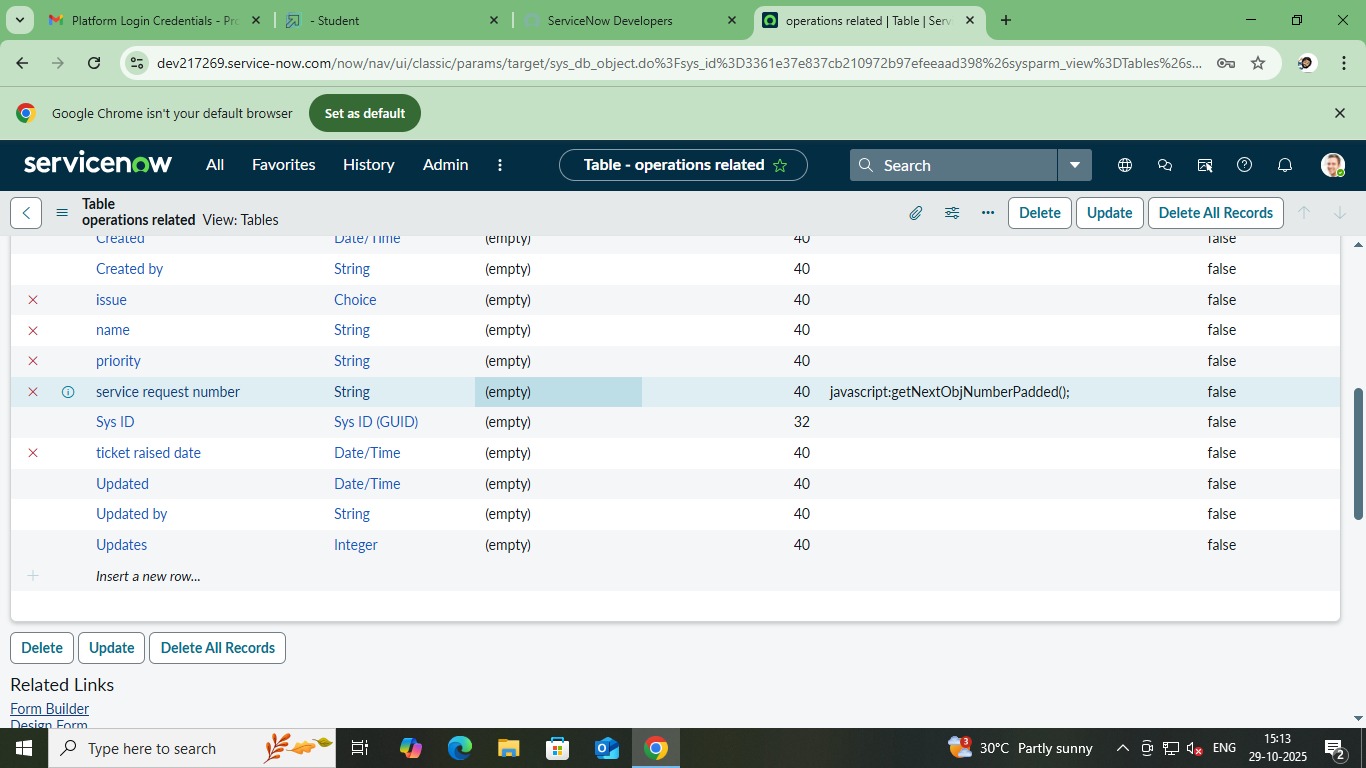 Platform Login Credentials - Pr
- Student
ServiceNow Developers
operations related | Table | Serv
dev217269.service-now.com/now/nav/ui/classic/params/target/sys_db_object.do%3Fsys_id%3D3361e37e837cb210972b97efeeaad398%26sysparm_view%3DTables%26s...
Google Chrome isn't your default browser
Set as default
servicenow
All
Favorites
History
Admin
Table - operations related
Search
Table
operations related View: Tables
Delete
Update
Delete All Records
Created Date/Time (empty) 40 false
Created by String (empty) 40 false
issue Choice (empty) 40 false
name String (empty) 40 false
priority String (empty) 40 false
service request number String (empty) 40 javascript:getNextObjNumberPadded(); false
Sys ID Sys ID (GUID) (empty) 32 false
ticket raised date Date/Time (empty) 40 false
Updated Date/Time (empty) 40 false
Updated by String (empty) 40 false
Updates Integer (empty) 40 false
Insert a new row...
Delete
Update
Delete All Records
Related Links
Form Builder
Design Form
Type here to search
3
30°C Partly sunny
ENG
15:13
29-10-2025
2